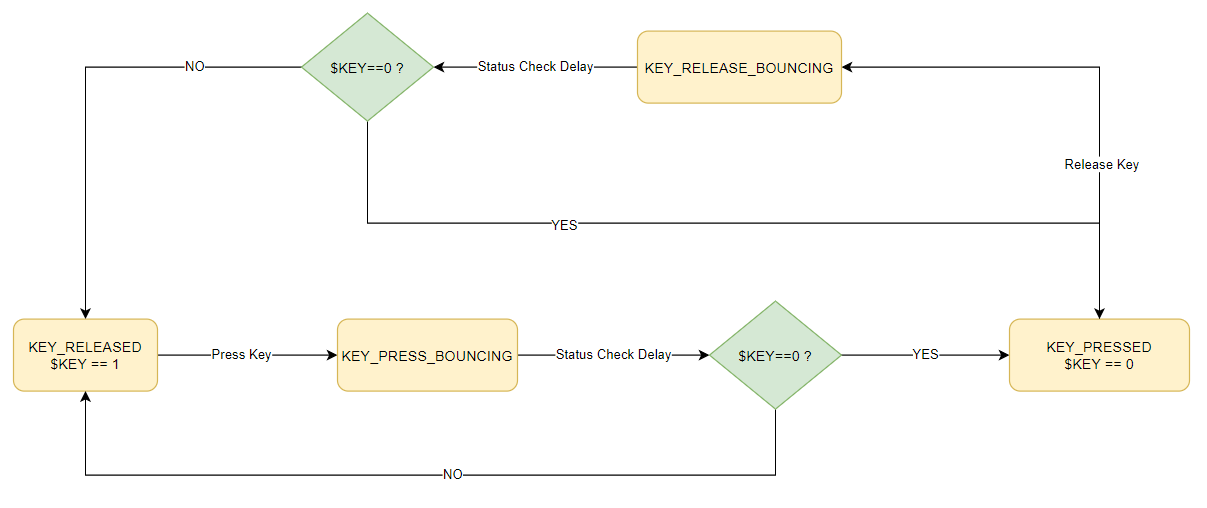 NO
$KEY==0 ?
Status Check Delay
KEY_RELEASE_BOUNCING
Release Key
YES
KEY_RELEASED
$KEY == 1
Press Key
KEY_PRESS_BOUNCING
Status Check Delay
$KEY==0 ?
YES
KEY_PRESSED
$KEY == 0
NO